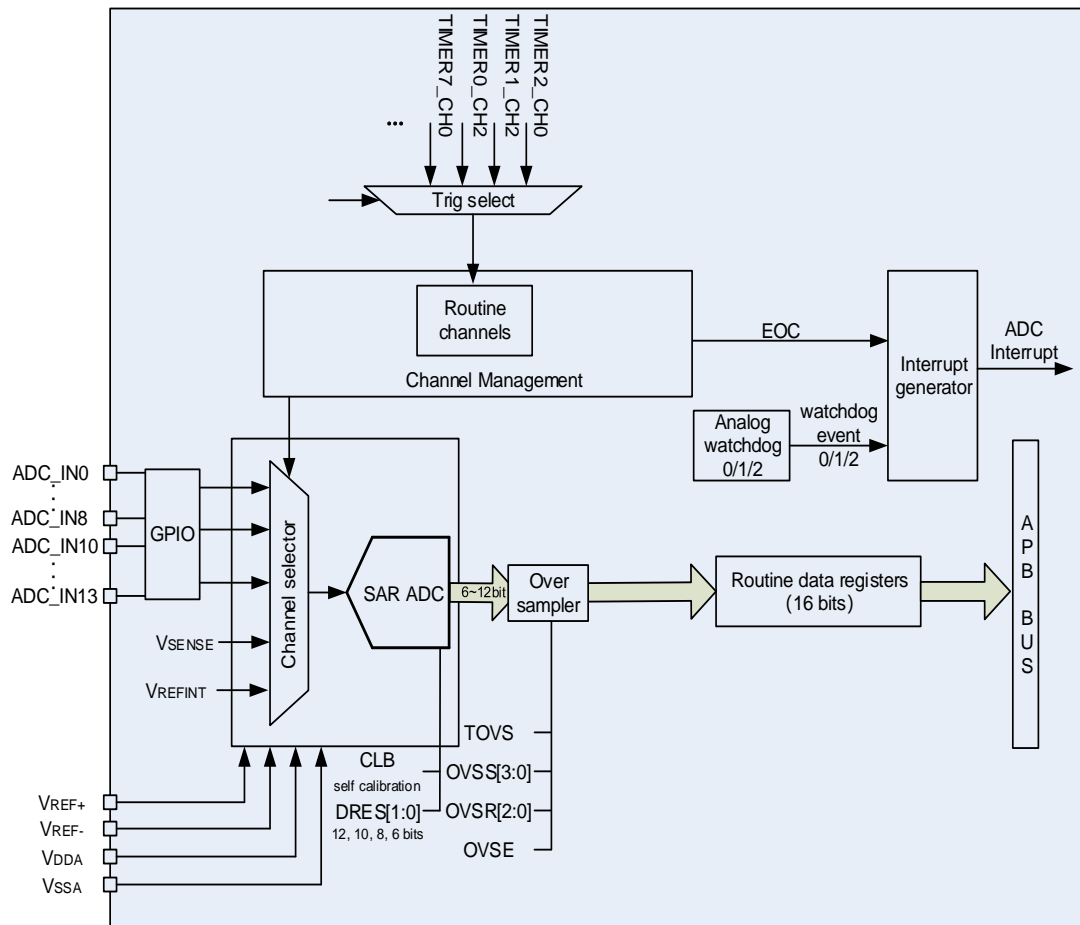 TIMER7_CH0
TIMER0_CH2
TIMER1_CH2
TIMER2_CH0
...
Trig select
Routine
channels
Channel Management
EOC
Interrupt
generator
ADC
Interrupt
Analog
watchdog
0/1/2
watchdog
event
0/1/2
ADC_IN0
ADC_IN8
ADC_IN10
ADC_IN13
GPIO
VSENSE
VREFINT
Channel selector
SAR ADC
6~12bit
Over
sampler
Routine data registers
(16 bits)
APB BUS
CLB
self calibration
DRES[1:0]
12, 10, 8, 6 bits
TOVS
OVSS[3:0]
OVSR[2:0]
OVSE
VREF+
VREF-
VDDA
VSSA